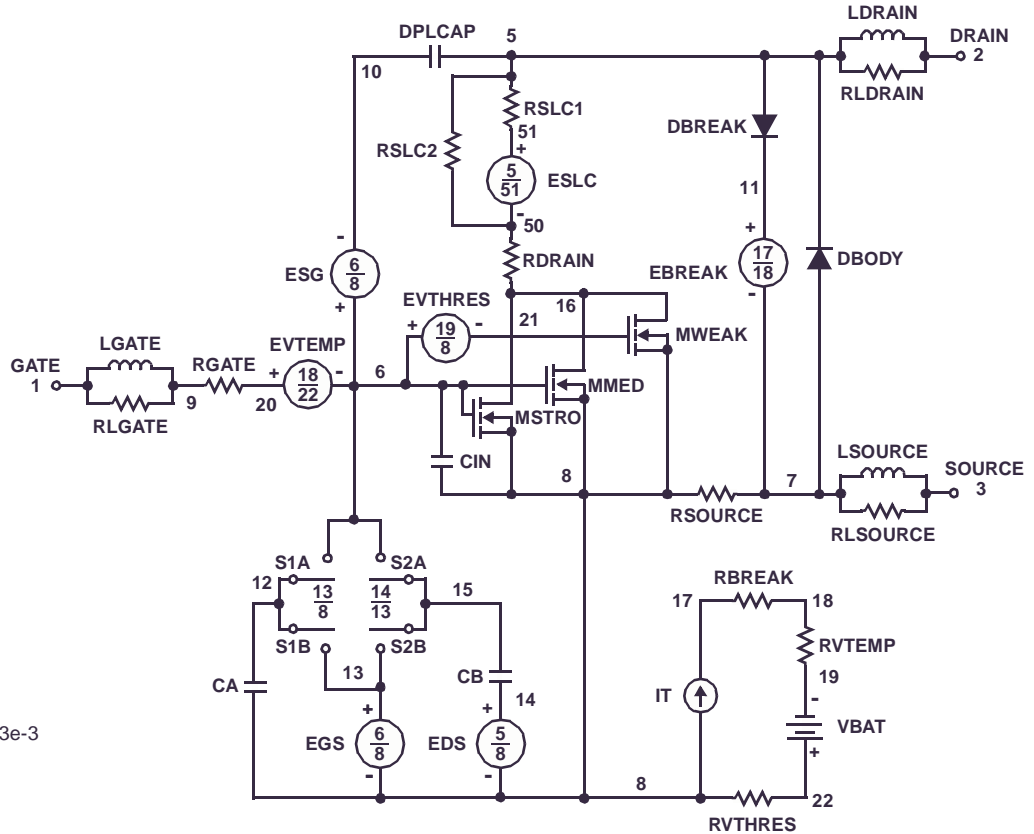 LDRAIN
DPLCAP
5
DRAIN
2
10
RLDRAIN
RSLC1
51
DBREAK
RSLC2
+
5
51
ESLC
11
-
50
-
+
RDRAIN
6
8
ESG
17
18
EBREAK
DBODY
+
-
EVTHRES
16
21
+
19
8
-
MWEAK
LGATE
EVTEMP
GATE
1
RGATE
+
18
22
-
6
MMED
9
20
MSTRO
RLGATE
CIN
8
7
LSOURCE
SOURCE
3
RSOURCE
RLSOURCE
S1A
S2A
12
13
8
14
13
15
RBREAK
17
18
S1B
S2B
RVTEMP
13
CB
19
CA
14
IT
-
+
+
VBAT
3e-3
EGS
6
8
EDS
5
8
+
-
-
8
22
RVTHRES